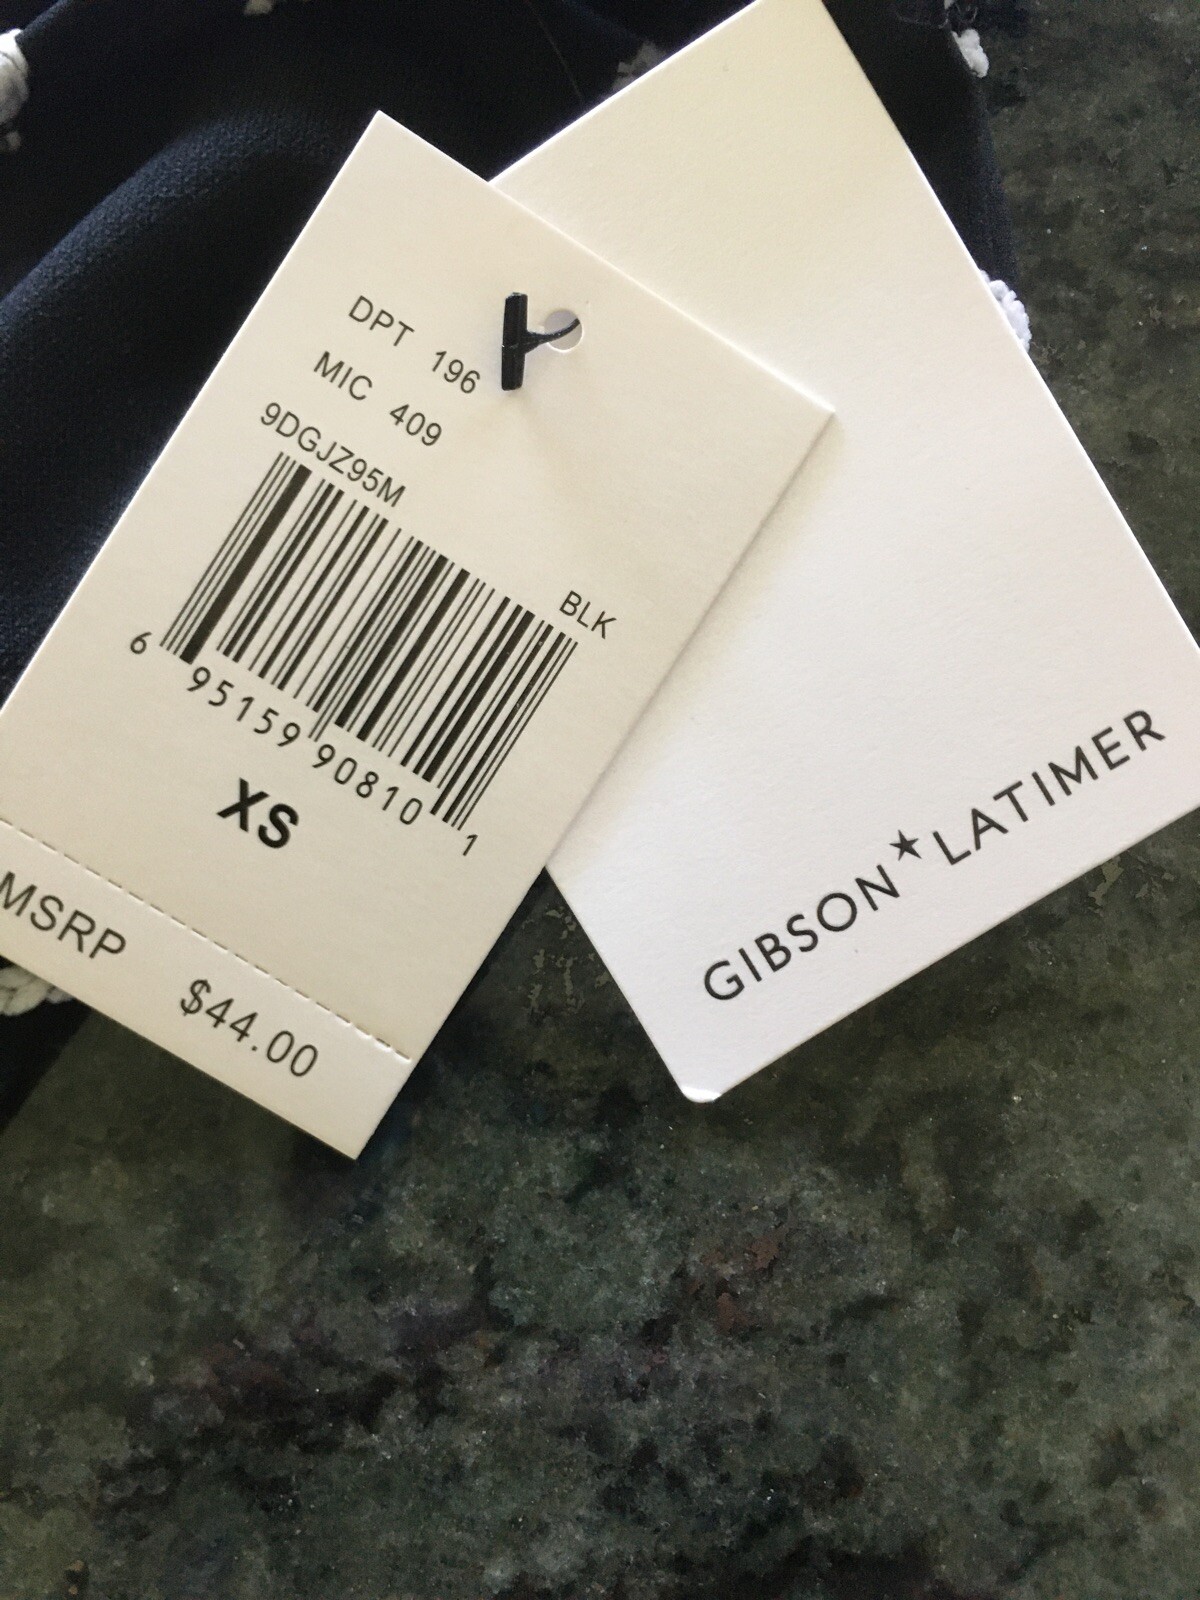 DPT 196
MIC 409
9DGJZ95M
BLK
6 95159 90810 1
XS
MSRP
$44.00
GIBSON★LATIMER